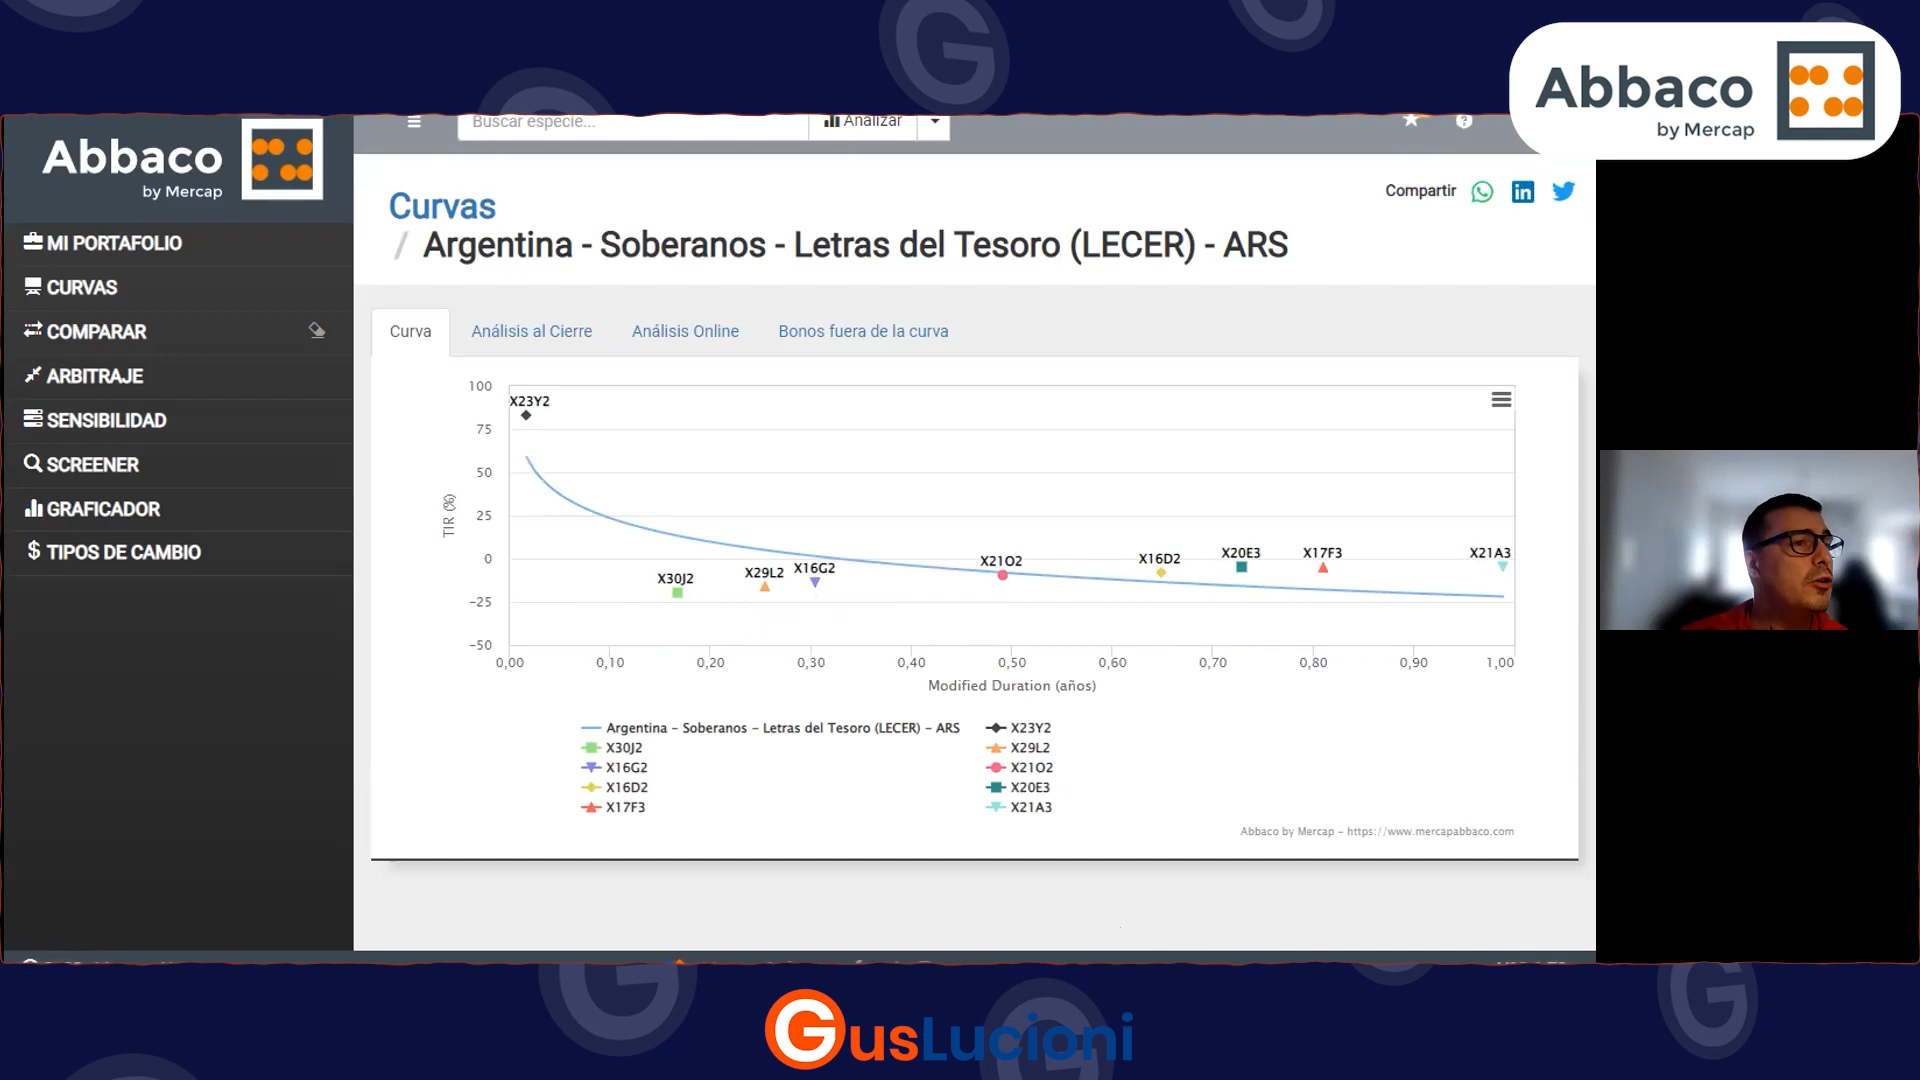 Abbaco
by Mercap
Abbaco
by Mercap
Buscar especie...
Analizar
MI PORTAFOLIO
CURVAS
COMPARAR
ARBITRAJE
SENSIBILIDAD
SCREENER
GRAFICADOR
TIPOS DE CAMBIO
Compartir
Curvas
/ Argentina - Soberanos - Letras del Tesoro (LECER) - ARS
Curva Análisis al Cierre Análisis Online Bonos fuera de la curva
100
75
50
25
0
-25
-50
TIR (%)
X23Y2
X30J2
X29L2
X16G2
X21O2
X16D2
X20E3
X17F3
X21A3
0,00 0,10 0,20 0,30 0,40 0,50 0,60 0,70 0,80 0,90 1,00
Modified Duration (años)
Argentina - Soberanos - Letras del Tesoro (LECER) - ARS X23Y2
X30J2 X29L2
X16G2 X21O2
X16D2 X20E3
X17F3 X21A3
Abbaco by Mercap - https://www.mercapabbaco.com
GusLucioni